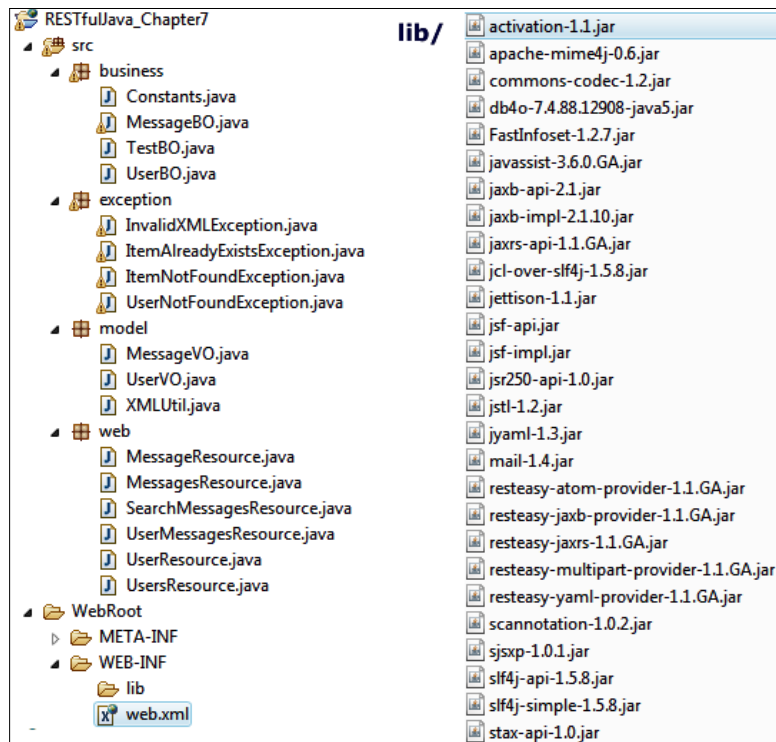 RESTfulJava_Chapter7
src
business
Constants.java
MessageBO.java
TestBO.java
UserBO.java
exception
InvalidXMLException.java
ItemAlreadyExistsException.java
ItemNotFoundException.java
UserNotFoundException.java
model
MessageVO.java
UserVO.java
XMLUtil.java
web
MessageResource.java
MessagesResource.java
SearchMessagesResource.java
UserMessagesResource.java
UserResource.java
UsersResource.java
WebRoot
META-INF
WEB-INF
lib
web.xml
lib/
activation-1.1.jar
apache-mime4j-0.6.jar
commons-codec-1.2.jar
db4o-7.4.88.12908-java5.jar
FastInfoset-1.2.7.jar
javassist-3.6.0.GA.jar
jaxb-api-2.1.jar
jaxb-impl-2.1.10.jar
jaxrs-api-1.1.GA.jar
jcl-over-slf4j-1.5.8.jar
jettison-1.1.jar
jsf-api.jar
jsf-impl.jar
jsr250-api-1.0.jar
jstl-1.2.jar
jyaml-1.3.jar
mail-1.4.jar
resteasy-atom-provider-1.1.GA.jar
resteasy-jaxb-provider-1.1.GA.jar
resteasy-jaxrs-1.1.GA.jar
resteasy-multipart-provider-1.1.GA.jar
resteasy-yaml-provider-1.1.GA.jar
scannotation-1.0.2.jar
sjsxp-1.0.1.jar
slf4j-api-1.5.8.jar
slf4j-simple-1.5.8.jar
stax-api-1.0.jar